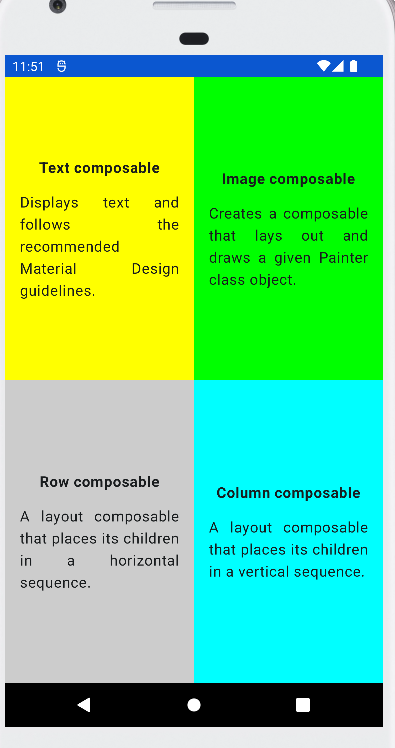 11:51
Text composable
Displays text and
follows the
recommended
Material Design
guidelines.
Image composable
Creates a composable
that lays out and
draws a given Painter
class object.
Row composable
A layout composable
that places its children
in a horizontal
sequence.
Column composable
A layout composable
that places its children
in a vertical sequence.